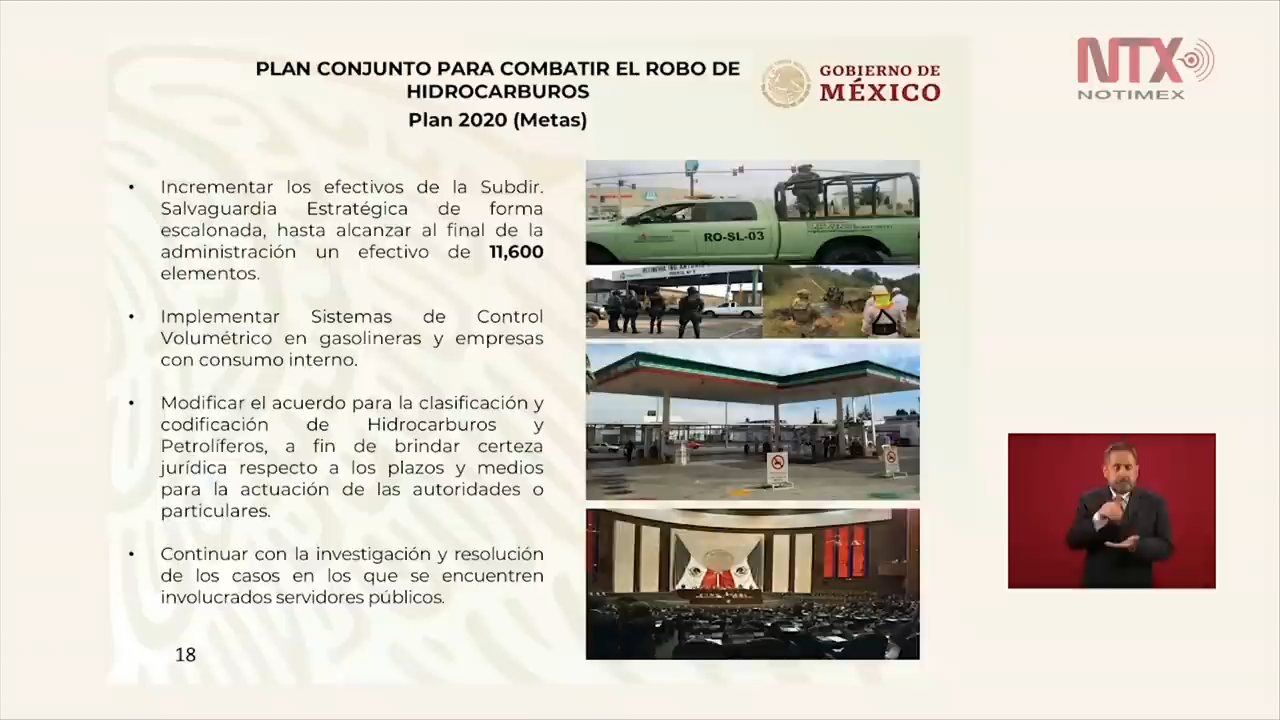 PLAN CONJUNTO PARA COMBATIR EL ROBO DE
HIDROCARBUROS
Plan 2020 (Metas)
GOBIERNO DE
MÉXICO
NTX
NOTIMEX
• Incrementar los efectivos de la Subdir.
Salvaguardia Estratégica de forma
escalonada, hasta alcanzar al final de la
administración un efectivo de 11,600
elementos.
• Implementar Sistemas de Control
Volumétrico en gasolineras y empresas
con consumo interno.
• Modificar el acuerdo para la clasificación y
codificación de Hidrocarburos y
Petrolíferos, a fin de brindar certeza
jurídica respecto a los plazos y medios
para la actuación de las autoridades o
particulares.
• Continuar con la investigación y resolución
de los casos en los que se encuentren
involucrados servidores públicos.
18
RO-SL-03